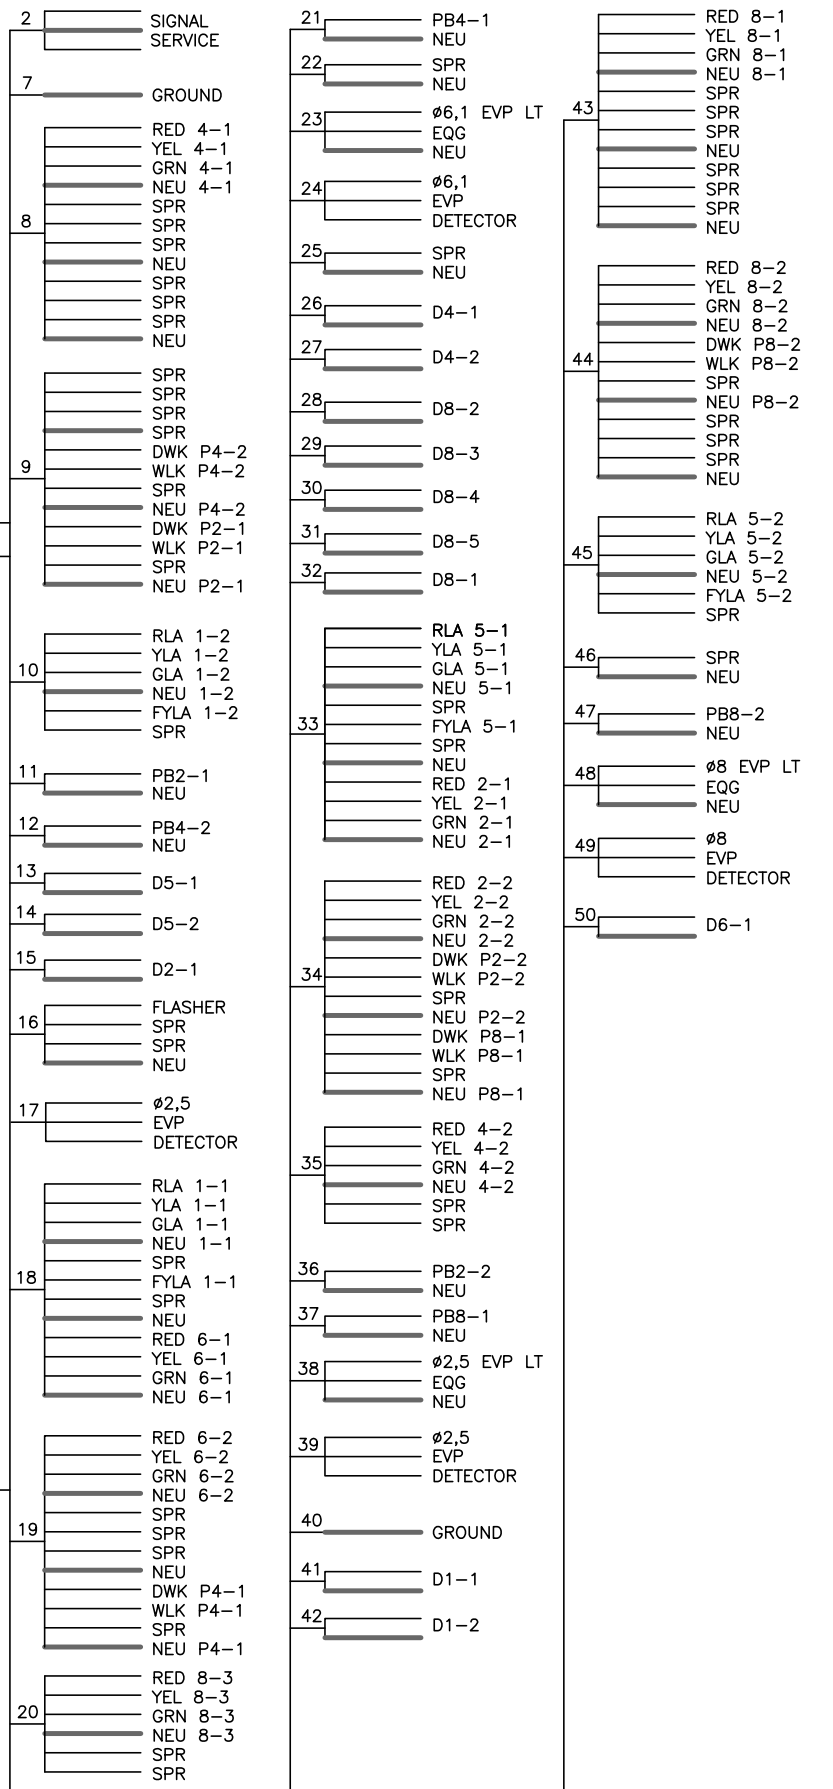 2
SIGNAL
SERVICE
7
GROUND
8
RED 4-1
YEL 4-1
GRN 4-1
NEU 4-1
SPR
SPR
SPR
NEU
SPR
SPR
SPR
NEU
9
SPR
SPR
SPR
SPR
DWK P4-2
WLK P4-2
SPR
NEU P4-2
DWK P2-1
WLK P2-1
SPR
NEU P2-1
10
RLA 1-2
YLA 1-2
GLA 1-2
NEU 1-2
FYLA 1-2
SPR
11
PB2-1
NEU
12
PB4-2
NEU
13
D5-1
14
D5-2
15
D2-1
16
FLASHER
SPR
SPR
NEU
17
ø2,5
EVP
DETECTOR
18
RLA 1-1
YLA 1-1
GLA 1-1
NEU 1-1
SPR
FYLA 1-1
SPR
NEU
RED 6-1
YEL 6-1
GRN 6-1
NEU 6-1
19
RED 6-2
YEL 6-2
GRN 6-2
NEU 6-2
SPR
SPR
SPR
NEU
DWK P4-1
WLK P4-1
SPR
NEU P4-1
20
RED 8-3
YEL 8-3
GRN 8-3
NEU 8-3
SPR
SPR
21
PB4-1
NEU
22
SPR
NEU
23
ø6,1 EVP LT
EQG
NEU
24
ø6,1
EVP
DETECTOR
25
SPR
NEU
26
D4-1
27
D4-2
28
D8-2
29
D8-3
30
D8-4
31
D8-5
32
D8-1
33
RLA 5-1
YLA 5-1
GLA 5-1
NEU 5-1
SPR
FYLA 5-1
SPR
NEU
RED 2-1
YEL 2-1
GRN 2-1
NEU 2-1
34
RED 2-2
YEL 2-2
GRN 2-2
NEU 2-2
DWK P2-2
WLK P2-2
SPR
NEU P2-2
DWK P8-1
WLK P8-1
SPR
NEU P8-1
35
RED 4-2
YEL 4-2
GRN 4-2
NEU 4-2
SPR
SPR
36
PB2-2
NEU
37
PB8-1
NEU
38
ø2,5 EVP LT
EQG
NEU
39
ø2,5
EVP
DETECTOR
40
GROUND
41
D1-1
42
D1-2
43
RED 8-1
YEL 8-1
GRN 8-1
NEU 8-1
SPR
SPR
SPR
NEU
SPR
SPR
SPR
NEU
44
RED 8-2
YEL 8-2
GRN 8-2
NEU 8-2
DWK P8-2
WLK P8-2
SPR
NEU P8-2
SPR
SPR
SPR
NEU
45
RLA 5-2
YLA 5-2
GLA 5-2
NEU 5-2
FYLA 5-2
SPR
46
SPR
NEU
47
PB8-2
NEU
48
ø8 EVP LT
EQG
NEU
49
ø8
EVP
DETECTOR
50
D6-1